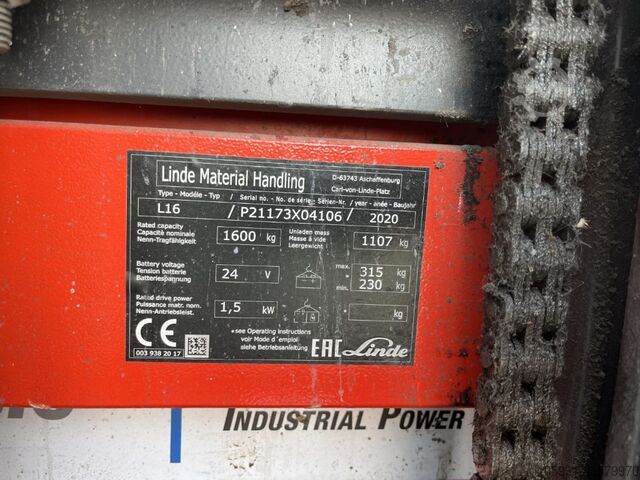 Linde Material Handling
D-63743 Aschaffenburg
Carl-von-Linde-Platz
Type - Modéle - Typ / Serial no. - No. de série - Serien-Nr. / year - anée - Baujahr
L16 / P21173X04106 / 2020
Rated capacity
Capacité nominale
Nenn-Tragfähigkeit
1600 kg
Unladen mass
Masse à vide
Leergewicht
1107 kg
Battery voltage
Tension batterie
Batteriespannung
24 V
max. 315 kg
min. 230 kg
Rated drive power
Puissance matr. nom.
Nenn-Antriebsleist.
1,5 kW
* kg
*see Operating instructions
voir Mode d'emploi
siehe Betriebsanleitung
CE
003 938 20 17
EAC Linde
INDUSTRIAL POWER